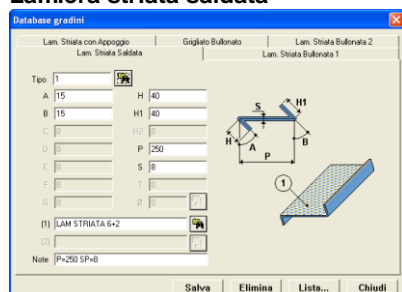 Lamiera striata saldata
Database gradini
Lam. Striata con Appoggio Grigliato Bullonato Lam. Striata Bullonata 2
Lam. Striata Saldata Lam. Striata Bullonata 1
Tipo 1
A 15 H 40
B 15 H1 40
C 0 H2 0
D 0 P 250
E 0 S 8
F 0 T 0
G 0 Ø 0
(1) LAM STRIATA 6+2
(2)
Note P=250 SP=8
S H1
H A B
P
1
Salva Elimina Lista... Chiudi